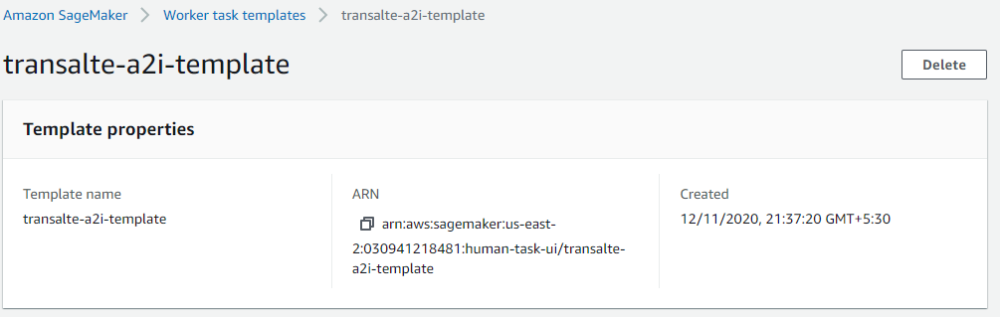 Amazon SageMaker > Worker task templates > transalte-a2i-template
transalte-a2i-template
Delete
Template properties
Template name
transalte-a2i-template
ARN
arn:aws:sagemaker:us-east-
2:030941218481:human-task-ui/transalte-
a2i-template
Created
12/11/2020, 21:37:20 GMT+5:30